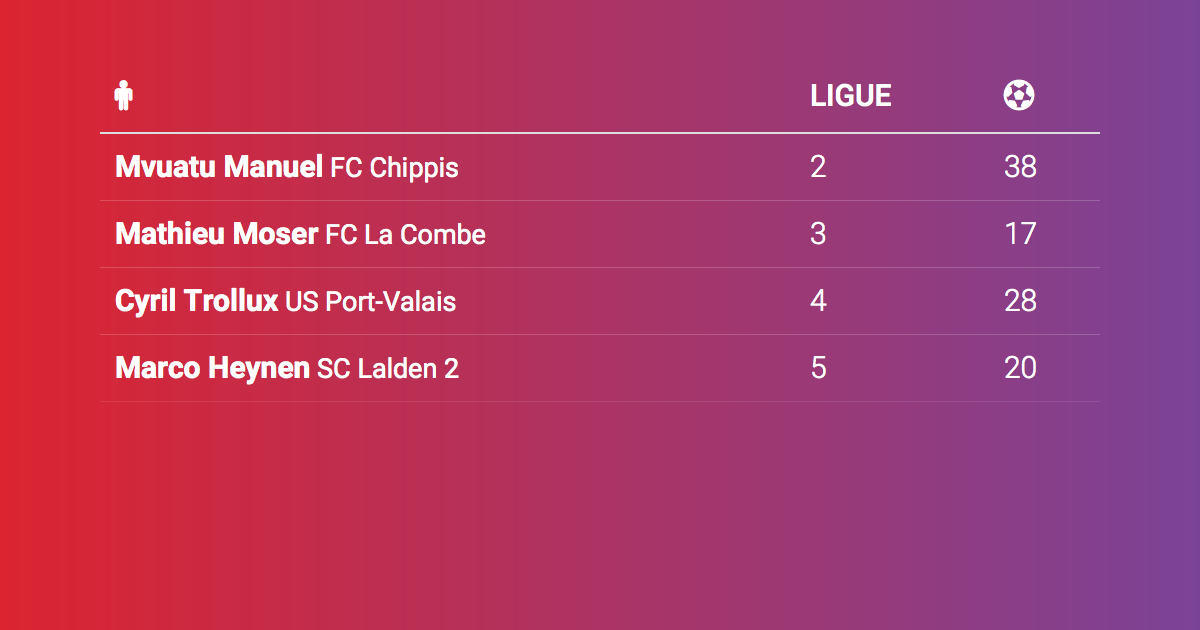 LIGUE
Mvuatu Manuel FC Chippis 2 38
Mathieu Moser FC La Combe 3 17
Cyril Trollux US Port-Valais 4 28
Marco Heynen SC Lalden 2 5 20